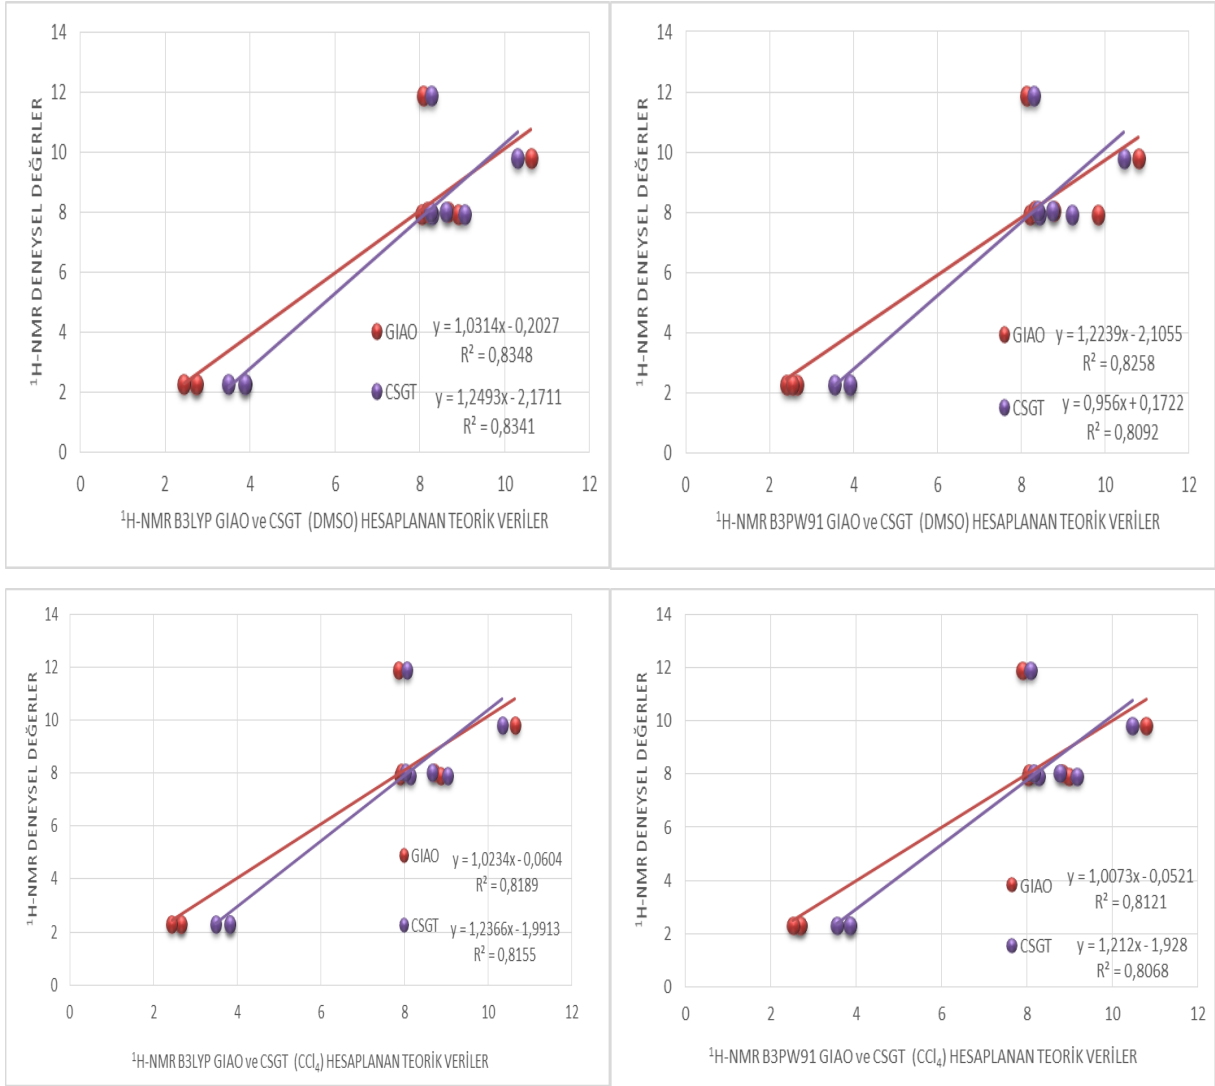 14
12
10
8
6
4
2
0
0 2 4 6 8 10 12
¹H-NMR DENEYSEL DEĞERLER
GIAO y = 1,0314x - 0,2027
R² = 0,8348
CSGT y = 1,2493x - 2,1711
R² = 0,8341
¹H-NMR B3LYP GIAO ve CSGT (DMSO) HESAPLANAN TEORİK VERİLER
14
12
10
8
6
4
2
0
0 2 4 6 8 10 12
¹H-NMR DENEYSEL DEĞERLER
GIAO y = 1,2239x - 2,1055
R² = 0,8258
CSGT y = 0,956x + 0,1722
R² = 0,8092
¹H-NMR B3PW91 GIAO ve CSGT (DMSO) HESAPLANAN TEORİK VERİLER
14
12
10
8
6
4
2
0
0 2 4 6 8 10 12
¹H-NMR DENEYSEL DEĞERLER
GIAO y = 1,0234x - 0,0604
R² = 0,8189
CSGT y = 1,2366x - 1,9913
R² = 0,8155
¹H-NMR B3LYP GIAO ve CSGT (CCl₄) HESAPLANAN TEORİK VERİLER
14
12
10
8
6
4
2
0
0 2 4 6 8 10 12
¹H-NMR DENEYSEL DEĞERLER
GIAO y = 1,0073x - 0,0521
R² = 0,8121
CSGT y = 1,212x - 1,928
R² = 0,8068
¹H-NMR B3PW91 GIAO ve CSGT (CCl₄) HESAPLANAN TEORİK VERİLER